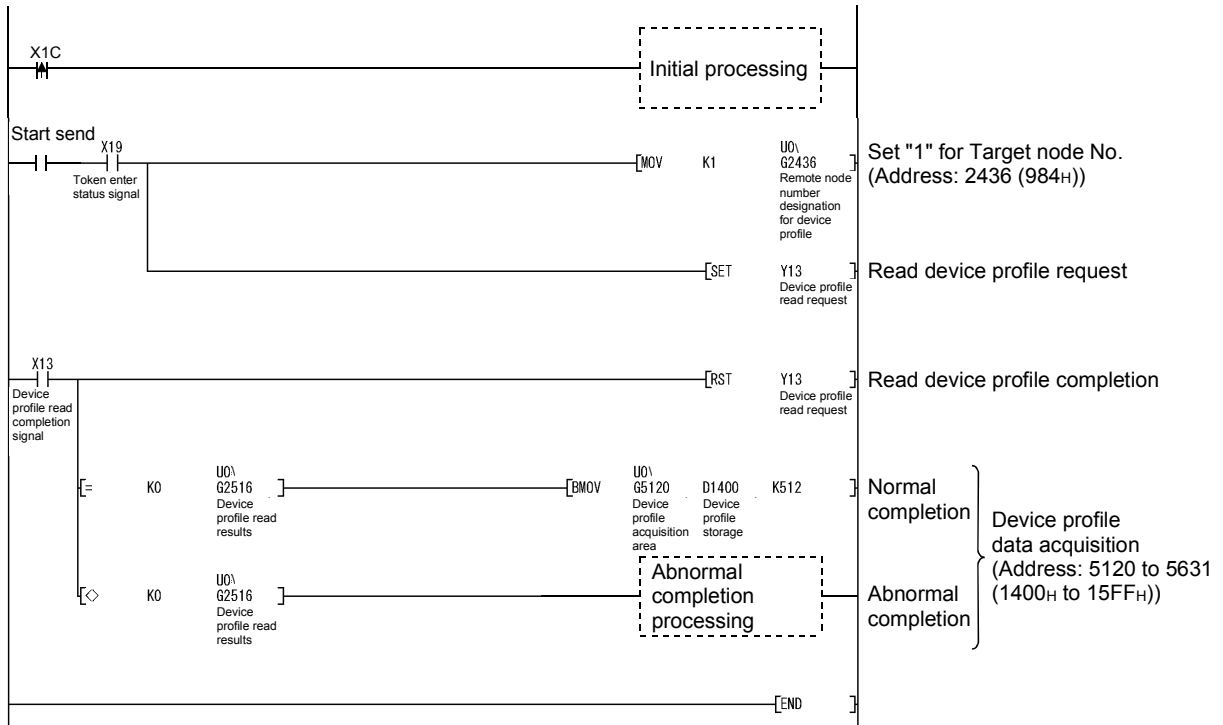 X1C
Initial processing
Start send
X19
Token enter
status signal
[MOV K1 U0\
G2436 ]
Remote node
number
designation
for device
profile
Set "1" for Target node No.
(Address: 2436 (984H))
[SET Y13 ]
Device profile
read request
Read device profile request
X13
Device
profile read
completion
signal
[RST Y13 ]
Device profile
read request
Read device profile completion
[= K0 U0\
G2516 ]
Device
profile read
results
[BMOV U0\
G5120 D1400 K512 ]
Device
profile
acquisition
area
Device
profile
storage
Normal
completion
[<> K0 U0\
G2516 ]
Device
profile read
results
Abnormal
completion
processing
Abnormal
completion
Device profile
data acquisition
(Address: 5120 to 5631
(1400H to 15FFH))
[END ]